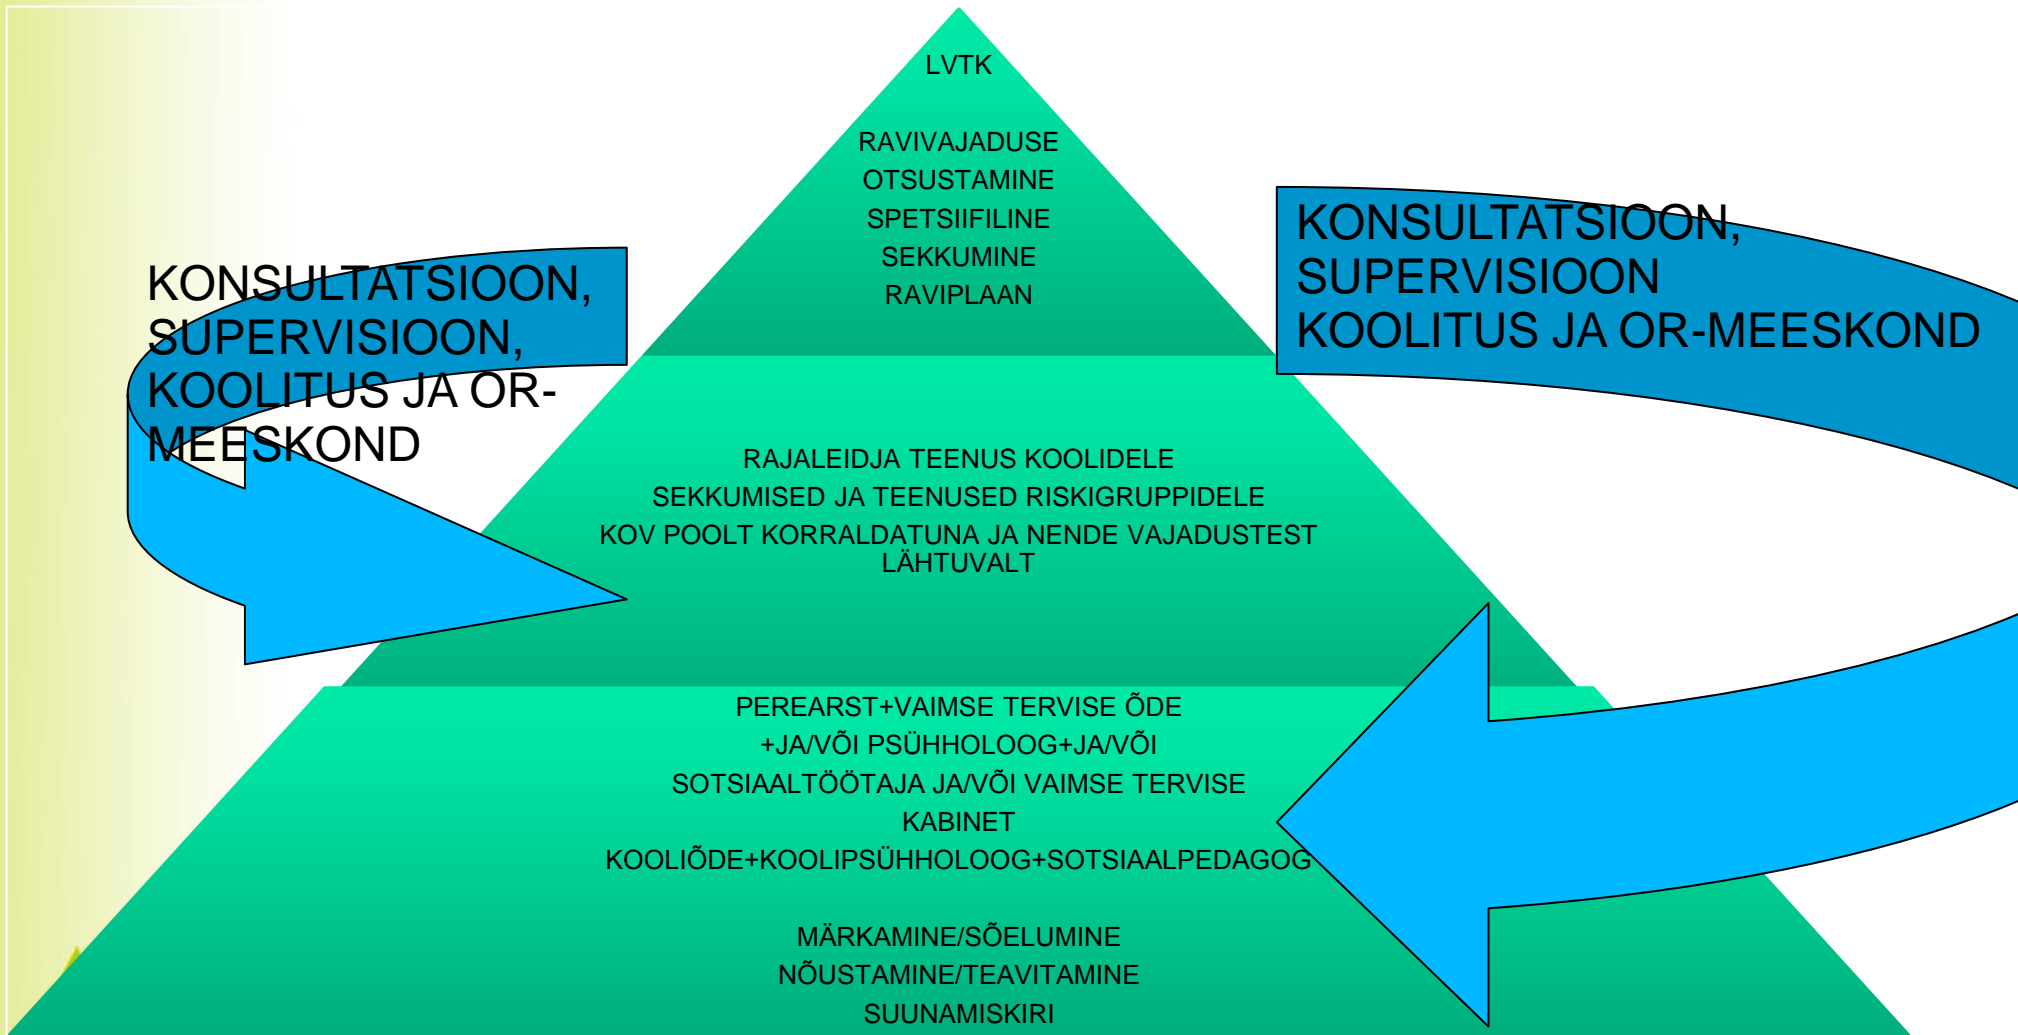 LVTK
RAVIVAJADUSE
OTSUSTAMINE
SPETSIIFILINE
SEKKUMINE
RAVIPLAAN
KONSULTATSIOON,
SUPERVISIOON,
KOOLITUS JA OR-
MEESKOND
KONSULTATSIOON,
SUPERVISIOON
KOOLITUS JA OR-MEESKOND
RAJALEIDJA TEENUS KOOLIDELE
SEKKUMISED JA TEENUSED RISKIGRUPPIDELE
KOV POOLT KORRALDATUNA JA NENDE VAJADUSTEST
LÄHTUVALT
PEREARST+VAIMSE TERVISE ÕDE
+JA/VÕI PSÜHHOLOOG+JA/VÕI
SOTSIAALTÖÖTAJA JA/VÕI VAIMSE TERVISE
KABINET
KOOLIÕDE+KOOLIPSÜHHOLOOG+SOTSIAALPEDAGOG
MÄRKAMINE/SÕELUMINE
NÕUSTAMINE/TEAVITAMINE
SUUNAMISKIRI